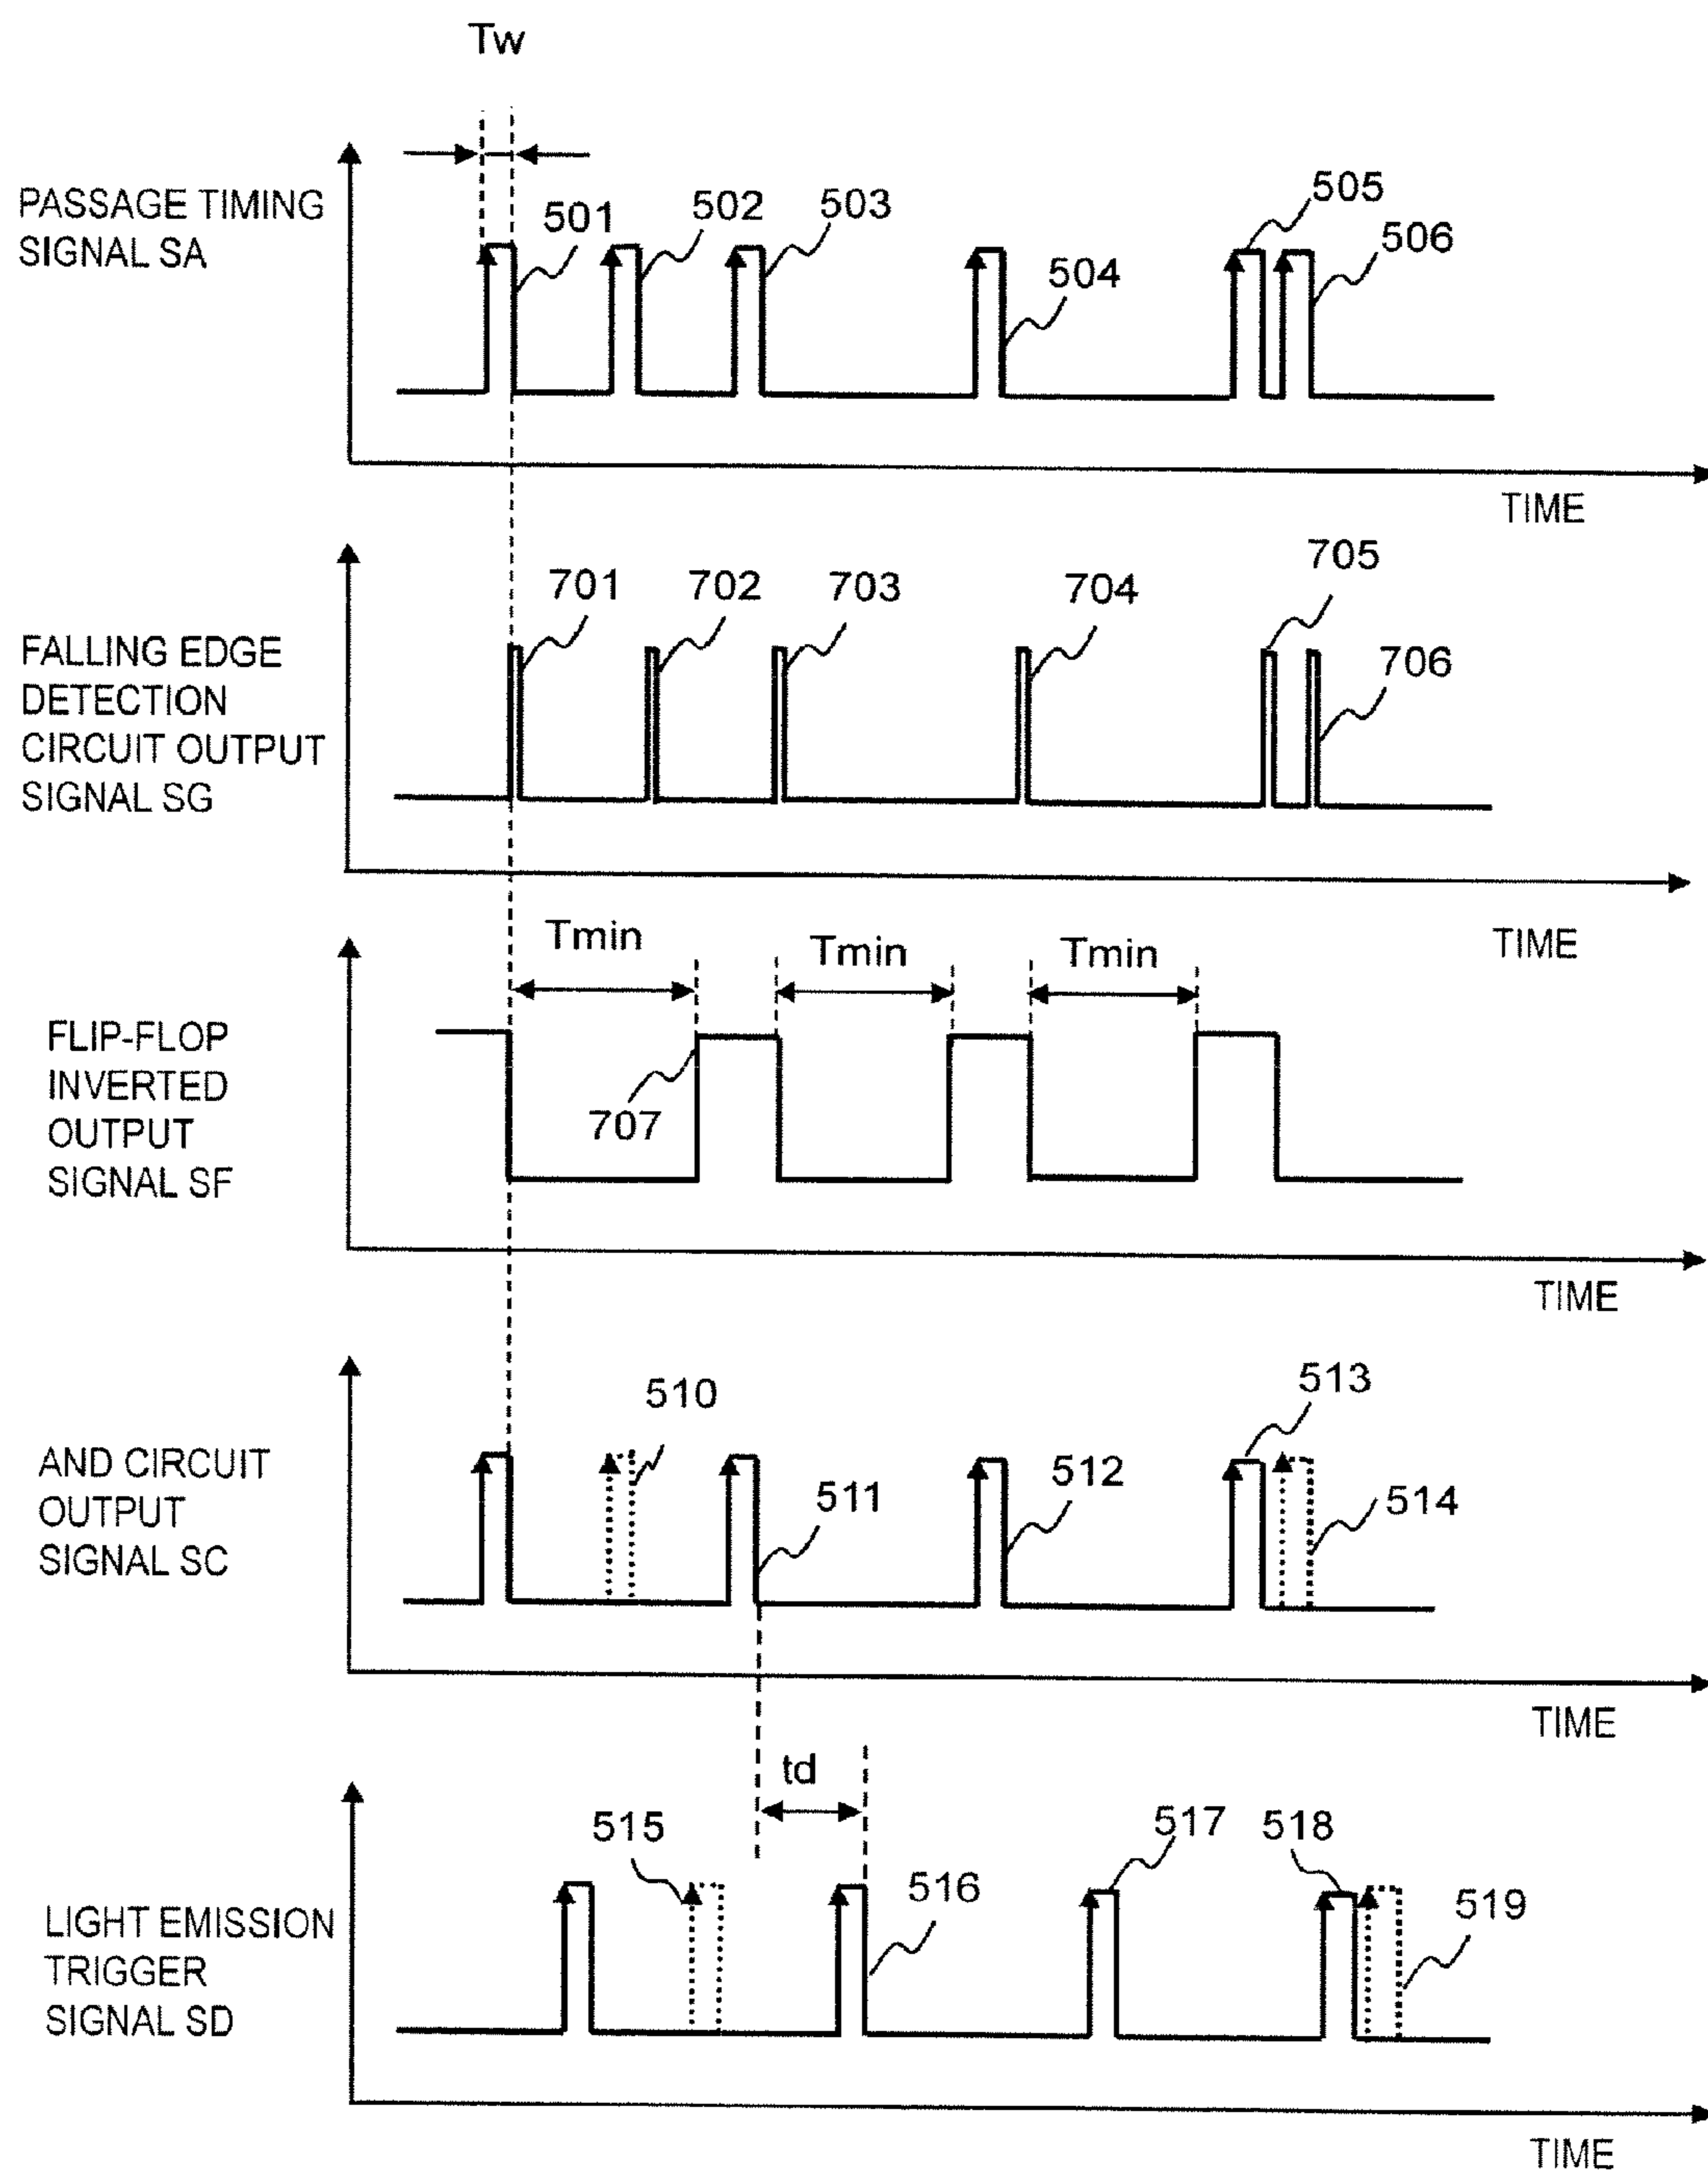 Tw
PASSAGE TIMING
SIGNAL SA
501
502
503
504
505
506
TIME
FALLING EDGE
DETECTION
CIRCUIT OUTPUT
SIGNAL SG
701
702
703
704
705
706
TIME
FLIP-FLOP
INVERTED
OUTPUT
SIGNAL SF
Tmin
Tmin
Tmin
707
TIME
AND CIRCUIT
OUTPUT
SIGNAL SC
510
511
512
513
514
TIME
LIGHT EMISSION
TRIGGER
SIGNAL SD
td
515
516
517
518
519
TIME